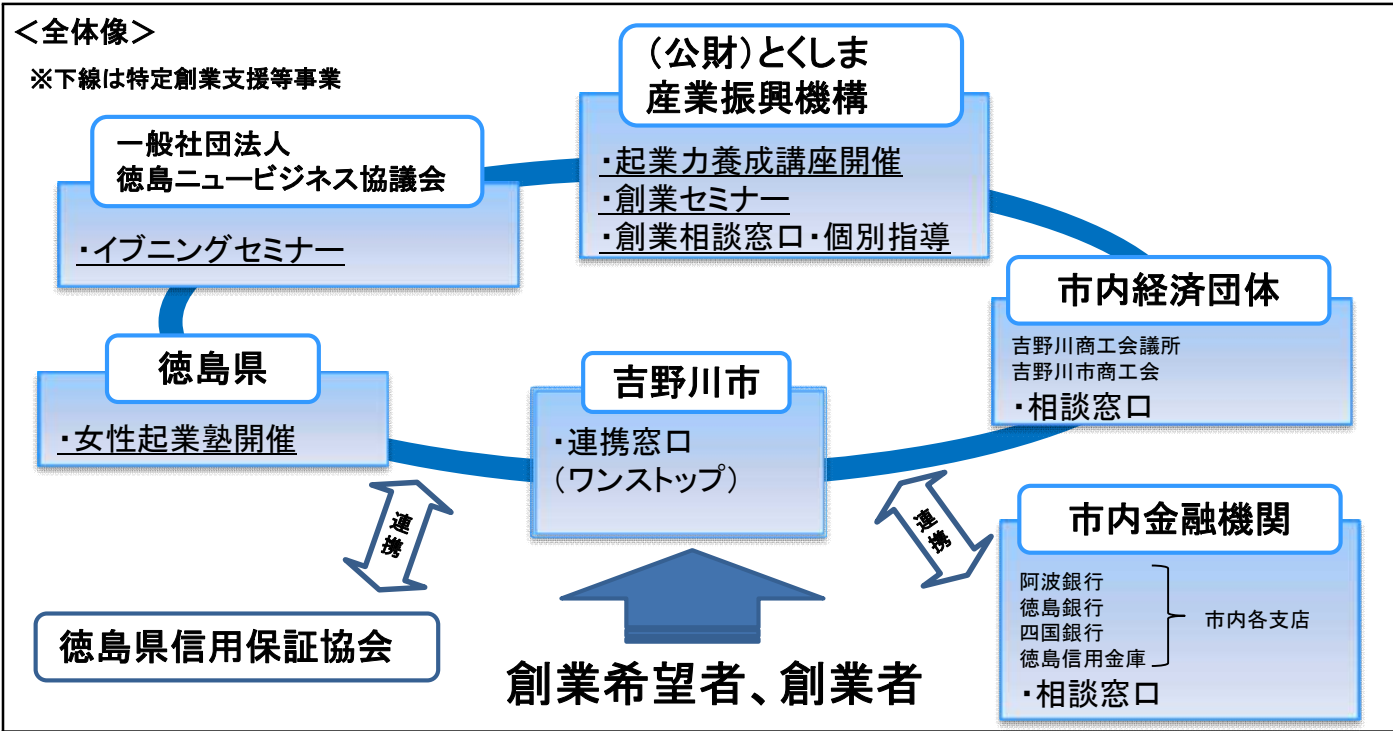 <全体像>
※下線は特定創業支援等事業
(公財)とくしま
産業振興機構
・起業力養成講座開催
・創業セミナー
・創業相談窓口・個別指導
一般社団法人
徳島ニュービジネス協議会
・イブニングセミナー
市内経済団体
吉野川商工会議所
吉野川市商工会
・相談窓口
徳島県
・女性起業塾開催
吉野川市
・連携窓口
(ワンストップ)
連携
連携
市内金融機関
阿波銀行
徳島銀行
四国銀行
徳島信用金庫
市内各支店
・相談窓口
徳島県信用保証協会
創業希望者、創業者